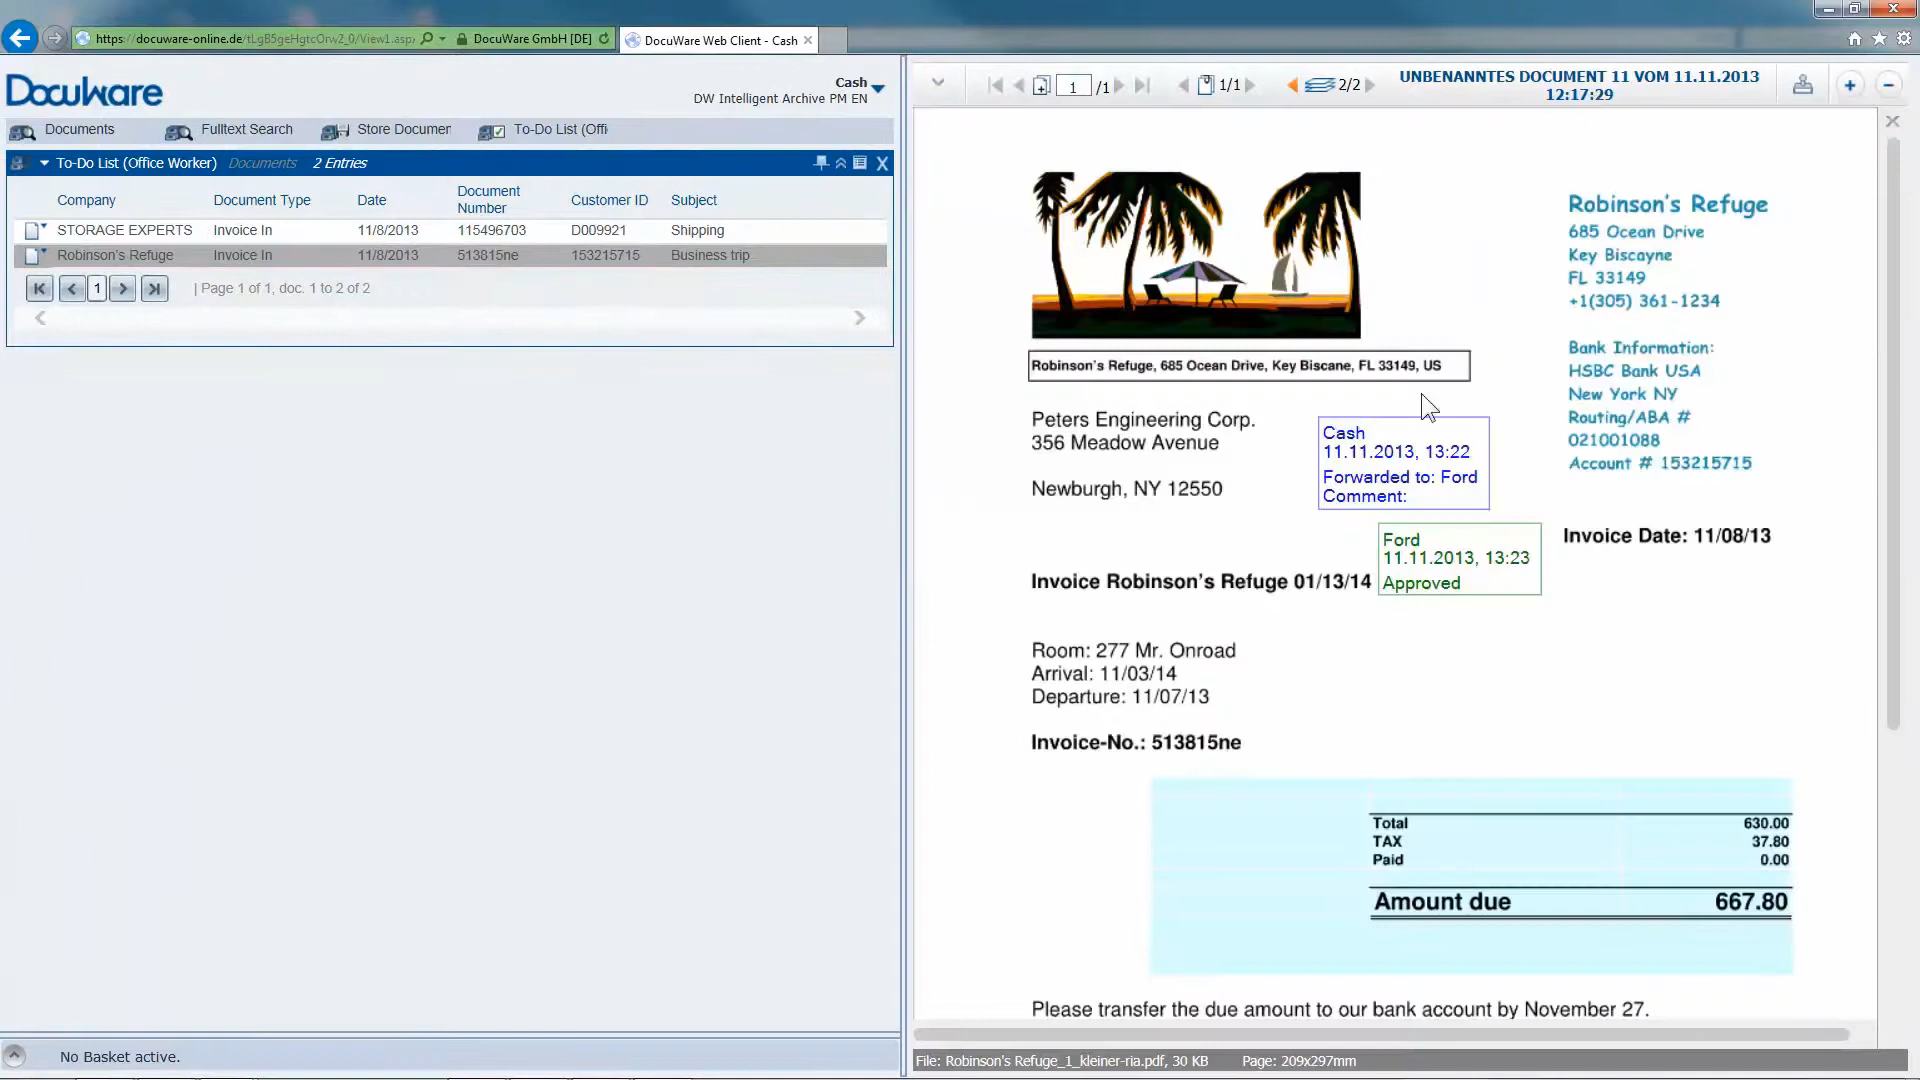 https://docuware-online.de/tLgB5geHgtcOrw2_0/View1.asp
DocuWare GmbH [DE]
DocuWare Web Client - Cash
DocuWare
Cash
DW Intelligent Archive PM EN
Documents
Fulltext Search
Store Documer
To-Do List (Offi
To-Do List (Office Worker) Documents 2 Entries
Company Document Type Date Document Number Customer ID Subject
STORAGE EXPERTS Invoice In 11/8/2013 115496703 D009921 Shipping
Robinson's Refuge Invoice In 11/8/2013 513815ne 153215715 Business trip
1 | Page 1 of 1, doc. 1 to 2 of 2
No Basket active.
1 /1 1/1 2/2
UNBENANNTES DOCUMENT 11 VOM 11.11.2013
12:17:29
Robinson's Refuge
685 Ocean Drive
Key Biscayne
FL 33149
+1(305) 361-1234
Bank Information:
HSBC Bank USA
New York NY
Routing/ABA #
021001088
Account # 153215715
Robinson's Refuge, 685 Ocean Drive, Key Biscane, FL 33149, US
Peters Engineering Corp.
356 Meadow Avenue
Newburgh, NY 12550
Cash
11.11.2013, 13:22
Forwarded to: Ford
Comment:
Ford
11.11.2013, 13:23
Approved
Invoice Date: 11/08/13
Invoice Robinson's Refuge 01/13/14
Room: 277 Mr. Onroad
Arrival: 11/03/14
Departure: 11/07/13
Invoice-No.: 513815ne
Total 630.00
TAX 37.80
Paid 0.00
Amount due 667.80
Please transfer the due amount to our bank account by November 27.
File: Robinson's Refuge_1_kleiner-ria.pdf, 30 KB Page: 209x297mm